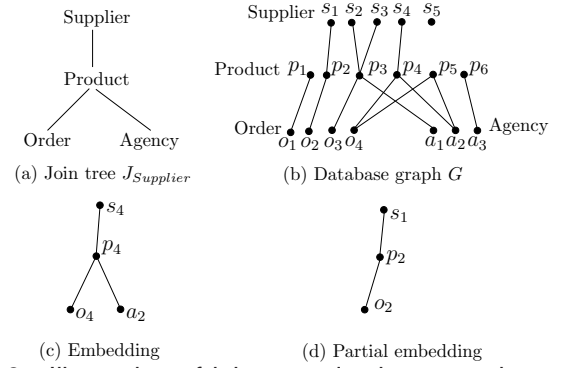 Supplier
Product
Order Agency
(a) Join tree J_Supplier
Supplier s1 s2 s3 s4 s5
Product p1 p2 p3 p4 p5 p6
Order o1 o2 o3 o4 a1 a2 a3 Agency
(b) Database graph G
s4
p4
o4 a2
(c) Embedding
s1
p2
o2
(d) Partial embedding